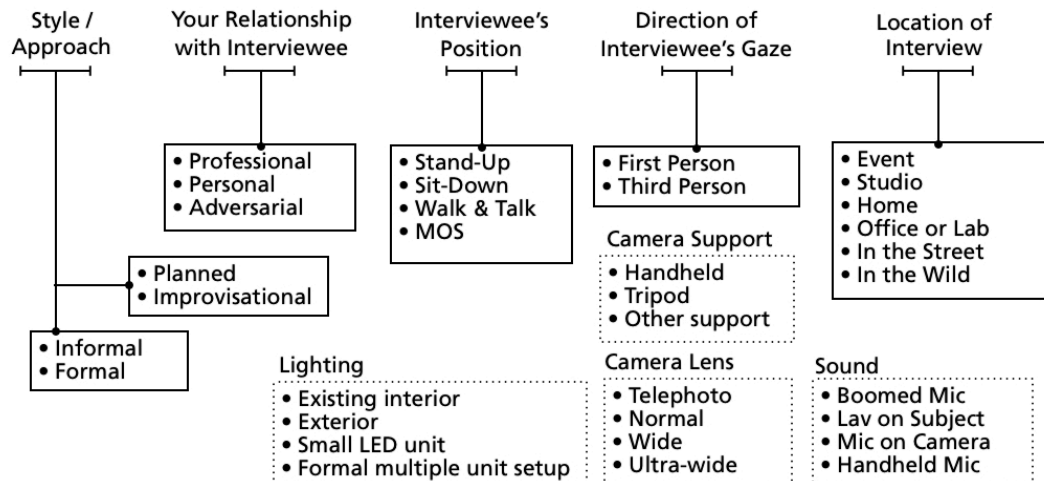 Style /
Approach
Your Relationship
with Interviewee
Interviewee's
Position
Direction of
Interviewee's Gaze
Location of
Interview
• Professional
• Personal
• Adversarial
• Stand-Up
• Sit-Down
• Walk & Talk
• MOS
• First Person
• Third Person
• Event
• Studio
• Home
• Office or Lab
• In the Street
• In the Wild
• Planned
• Improvisational
• Informal
• Formal
Camera Support
• Handheld
• Tripod
• Other support
Lighting
• Existing interior
• Exterior
• Small LED unit
• Formal multiple unit setup
Camera Lens
• Telephoto
• Normal
• Wide
• Ultra-wide
Sound
• Boomed Mic
• Lav on Subject
• Mic on Camera
• Handheld Mic